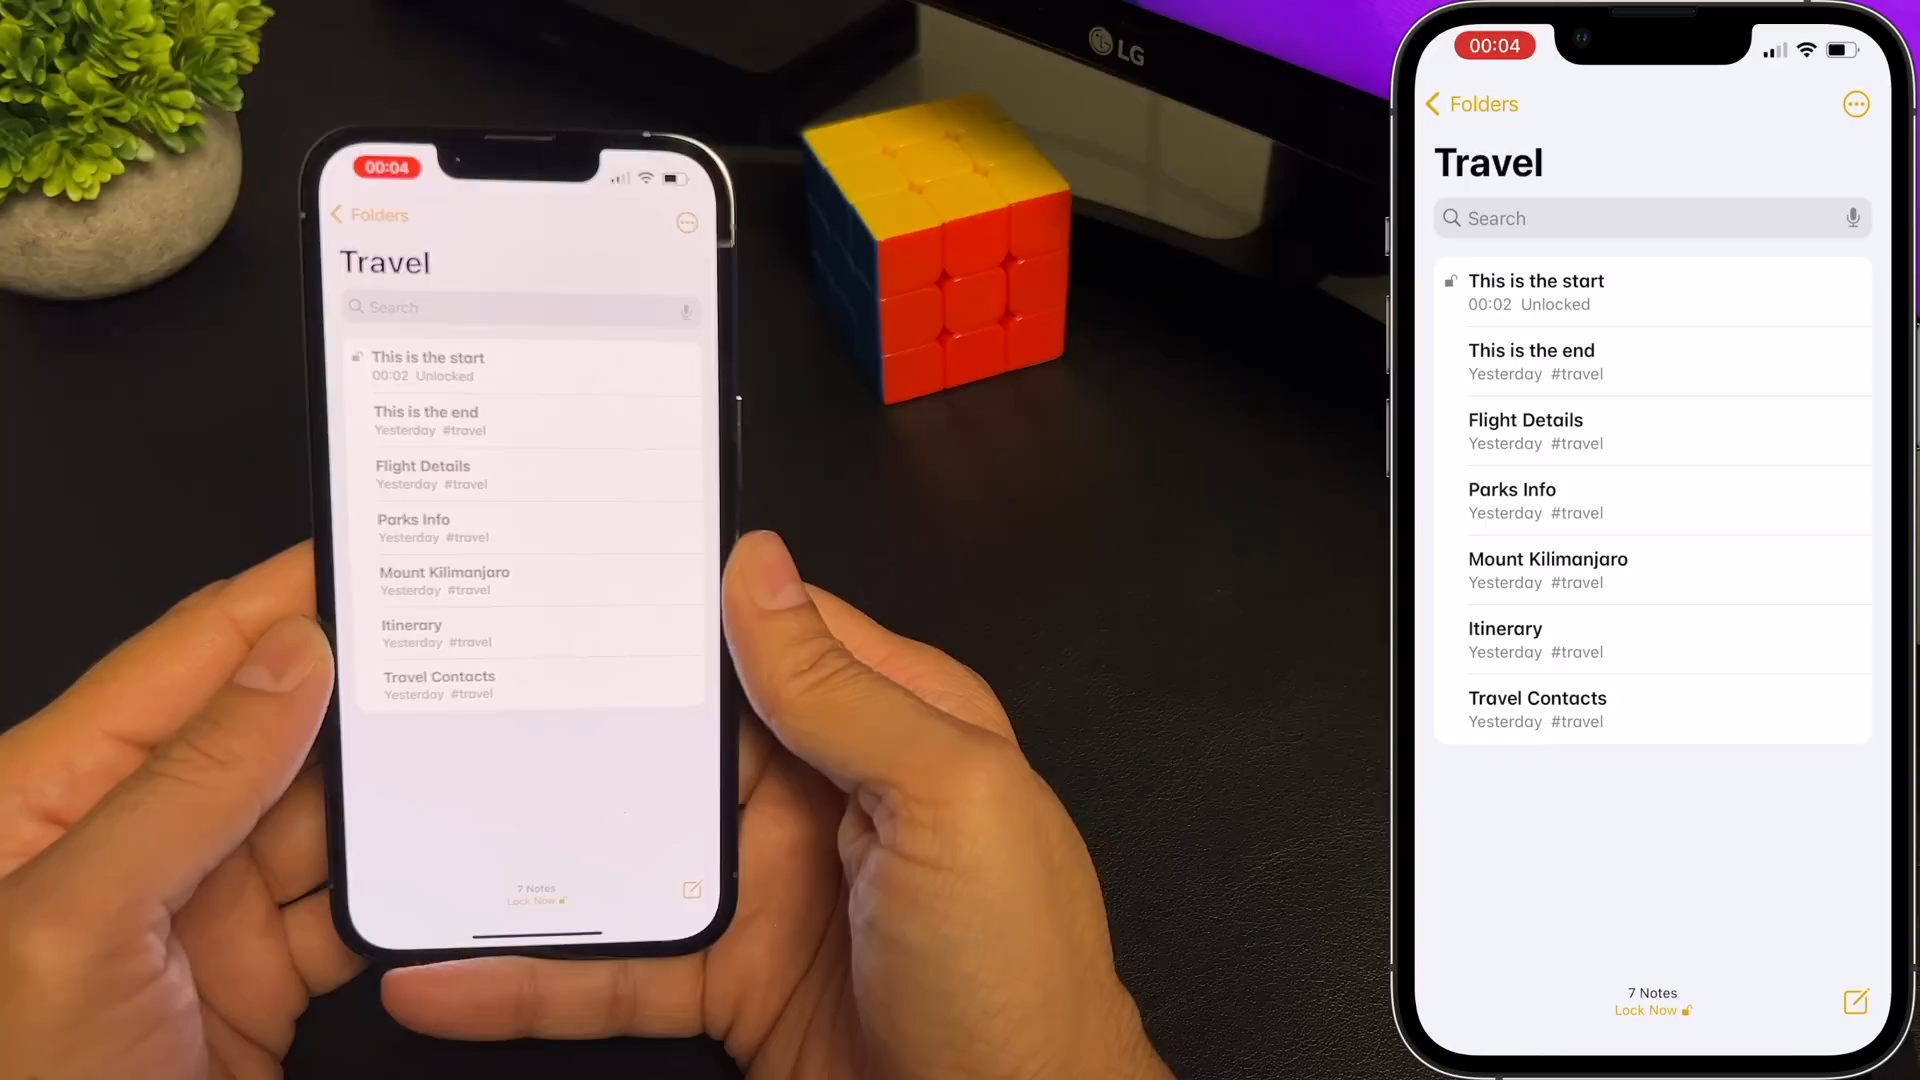 LG
00:04
Folders
Travel
Search
This is the start
00:02 Unlocked
This is the end
Yesterday #travel
Flight Details
Yesterday #travel
Parks Info
Yesterday #travel
Mount Kilimanjaro
Yesterday #travel
Itinerary
Yesterday #travel
Travel Contacts
Yesterday #travel
7 Notes
Lock Now
00:04
Folders
Travel
Search
This is the start
00:02 Unlocked
This is the end
Yesterday #travel
Flight Details
Yesterday #travel
Parks Info
Yesterday #travel
Mount Kilimanjaro
Yesterday #travel
Itinerary
Yesterday #travel
Travel Contacts
Yesterday #travel
7 Notes
Lock Now